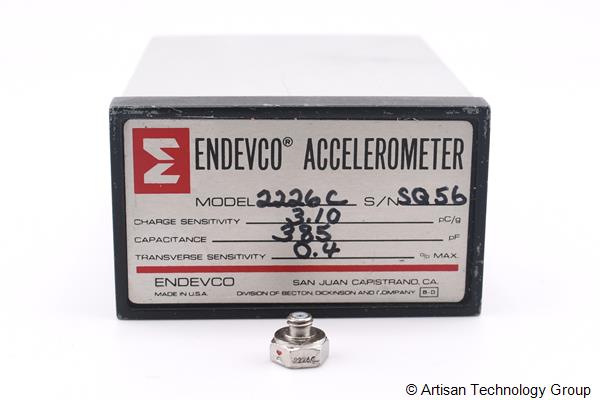 ENDEVCO® ACCELEROMETER
MODEL 2226C S/N SQ56
CHARGE SENSITIVITY 3.10 pC/g
CAPACITANCE 385 pF
TRANSVERSE SENSITIVITY 0.4 % MAX.
ENDEVCO SAN JUAN CAPISTRANO, CA.
MADE IN U.S.A. DIVISION OF BECTON, DICKINSON AND COMPANY B-D
2226C
© Artisan Technology Group